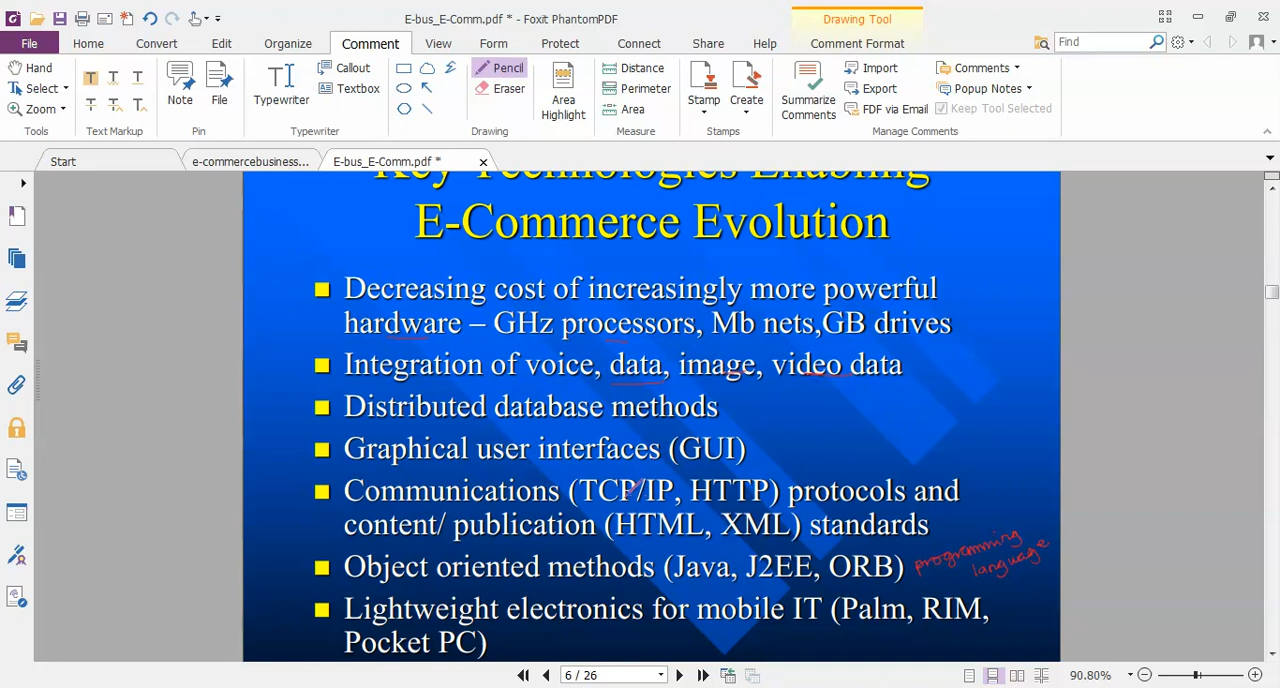 E-bus_E-Comm.pdf * - Foxit PhantomPDF
Drawing Tool
File Home Convert Edit Organize Comment View Form Protect Connect Share Help Comment Format Find
Hand
Select
Zoom
Tools
Text Markup
Note
File
Pin
Typewriter
Callout
Textbox
Typewriter
Pencil
Eraser
Drawing
Area
Highlight
Distance
Perimeter
Area
Measure
Stamp
Create
Stamps
Summarize
Comments
Import
Export
FDF via Email
Comments
Popup Notes
Keep Tool Selected
Manage Comments
Start e-commercebusiness... E-bus_E-Comm.pdf *
Key Technologies Enabling
E-Commerce Evolution
Decreasing cost of increasingly more powerful
hardware – GHz processors, Mb nets,GB drives
Integration of voice, data, image, video data
Distributed database methods
Graphical user interfaces (GUI)
Communications (TCP/IP, HTTP) protocols and
content/ publication (HTML, XML) standards
Object oriented methods (Java, J2EE, ORB)
programming
language
Lightweight electronics for mobile IT (Palm, RIM,
Pocket PC)
6 / 26
90.80%